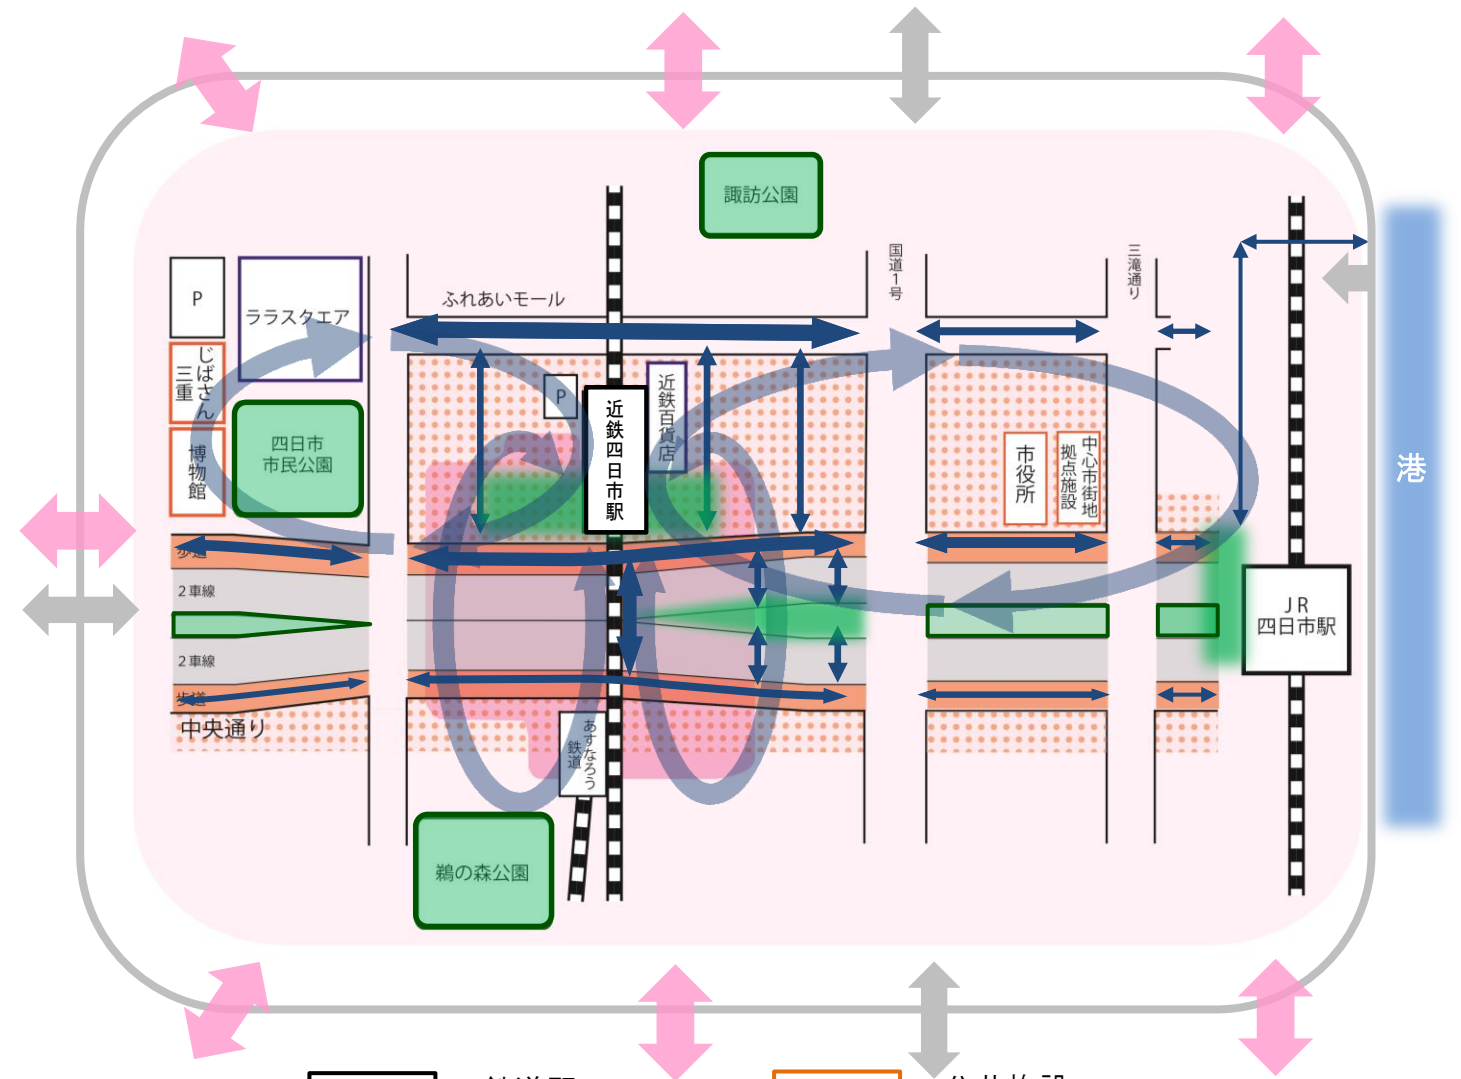 諏訪公園
国道1号
三滝通り
P
ララスクエア
ふれあいモール
じばさん
三重
P
近鉄百貨店
近鉄四日市駅
四日市
市民公園
博物館
市役所
中心市街地
拠点施設
港
歩道
2車線
2車線
歩道
中央通り
JR
四日市駅
あすなろう
鉄道
鵜の森公園